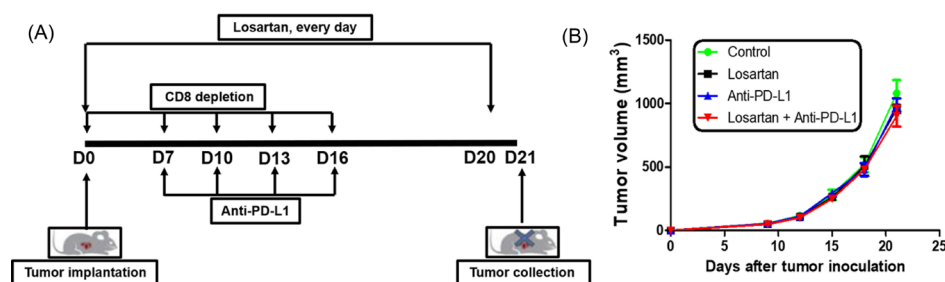 (A)
Losartan, every day
CD8 depletion
D0 D7 D10 D13 D16 D20 D21
Anti-PD-L1
Tumor implantation
Tumor collection
(B)
Tumor volume (mm³)
1500
1000
500
0
Control
Losartan
Anti-PD-L1
Losartan + Anti-PD-L1
0 5 10 15 20 25
Days after tumor inoculation